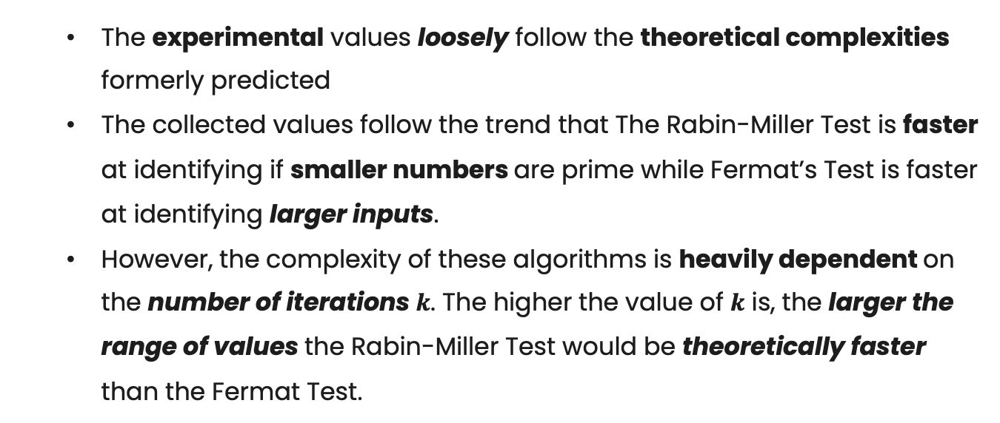 • The experimental values loosely follow the theoretical complexities
formerly predicted
• The collected values follow the trend that The Rabin-Miller Test is faster
at identifying if smaller numbers are prime while Fermat's Test is faster
at identifying larger inputs.
• However, the complexity of these algorithms is heavily dependent on
the number of iterations k. The higher the value of k is, the larger the
range of values the Rabin-Miller Test would be theoretically faster
than the Fermat Test.